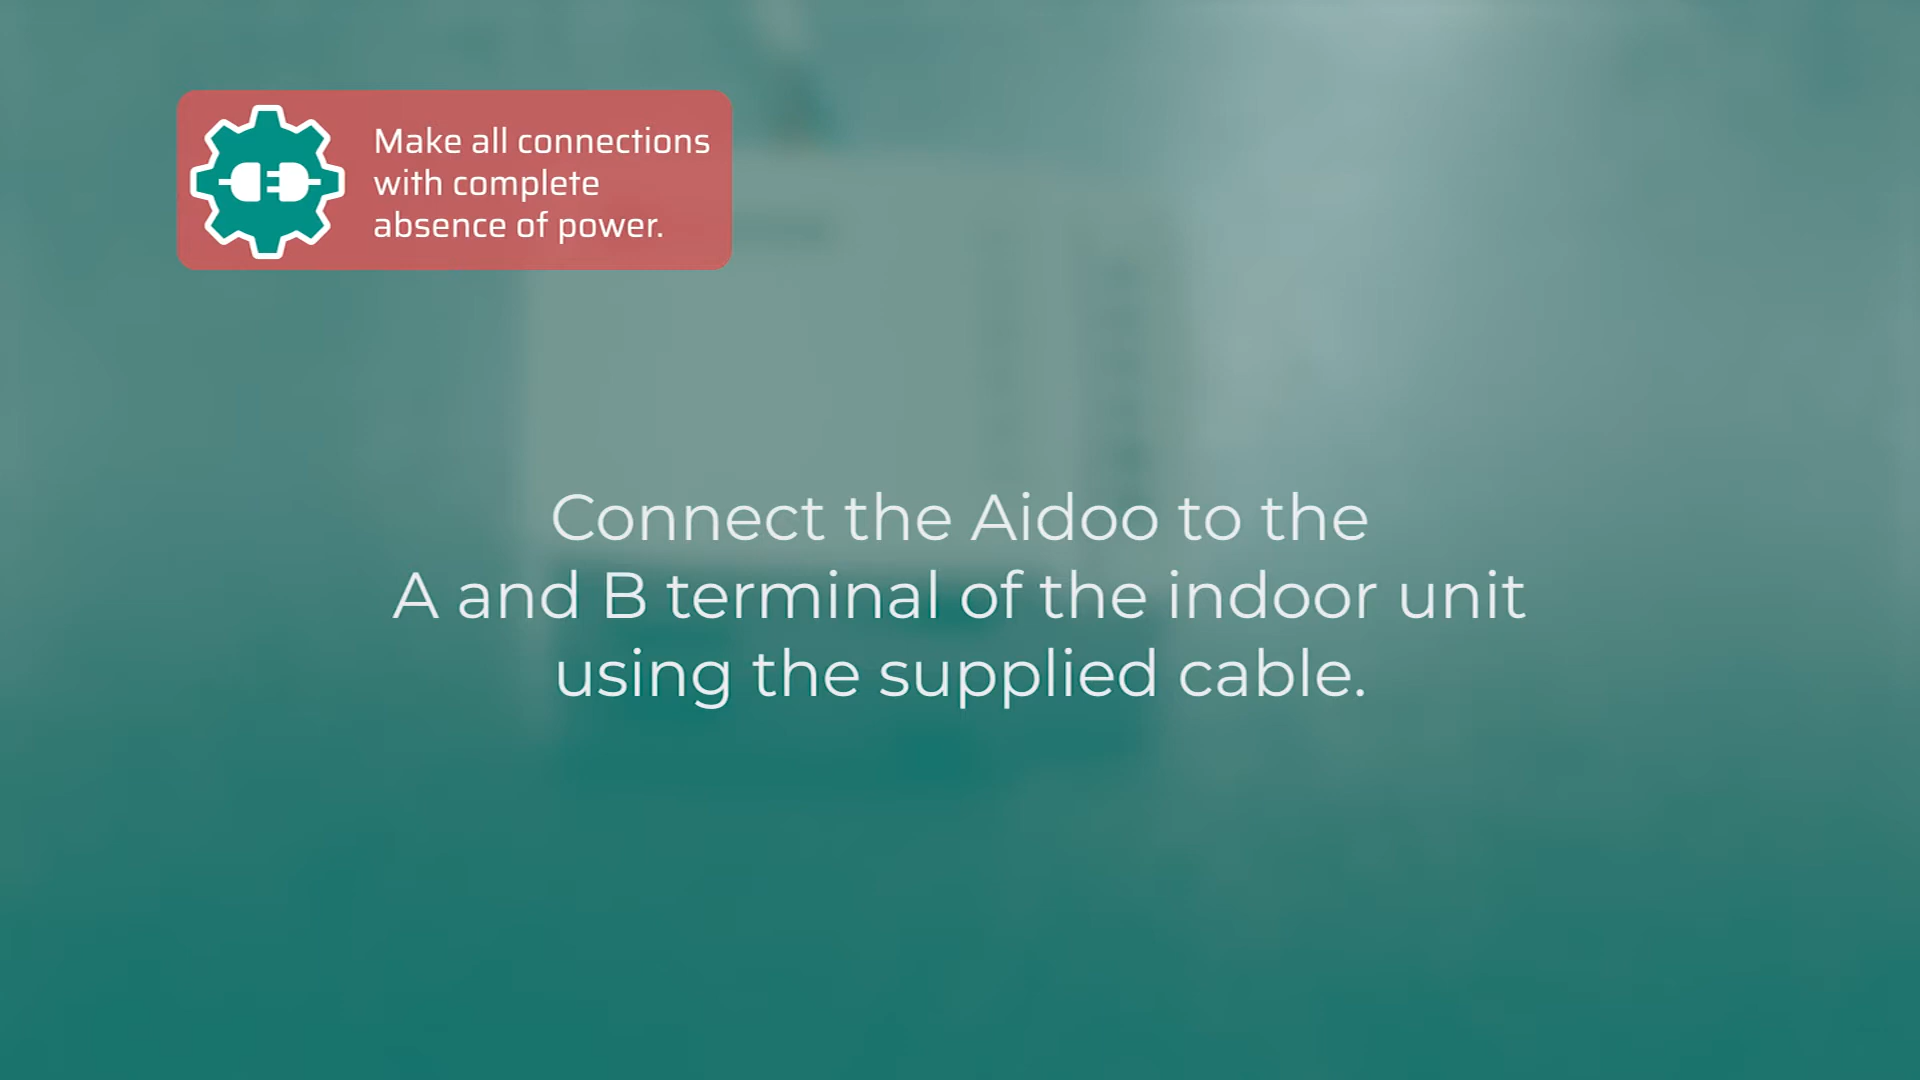 Make all connections
with complete
absence of power.
Connect the Aidoo to the
A and B terminal of the indoor unit
using the supplied cable.